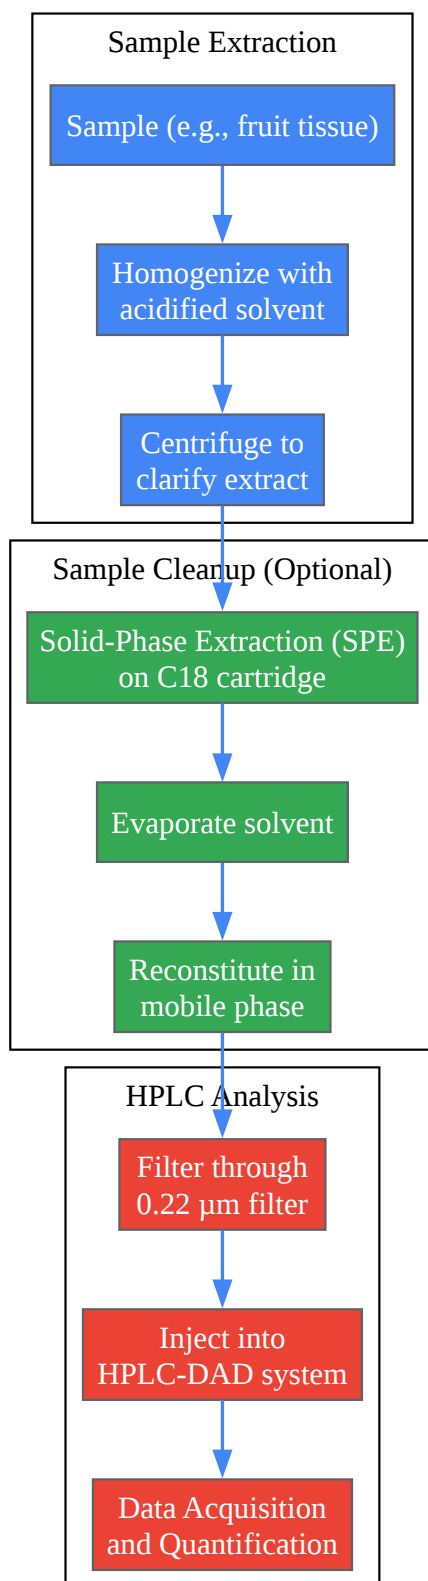 Sample Extraction
Sample (e.g., fruit tissue)
Homogenize with
acidified solvent
Centrifuge to
clarify extract
Sample Cleanup (Optional)
Solid-Phase Extraction (SPE)
on C18 cartridge
Evaporate solvent
Reconstitute in
mobile phase
HPLC Analysis
Filter through
0.22 µm filter
Inject into
HPLC-DAD system
Data Acquisition
and Quantification